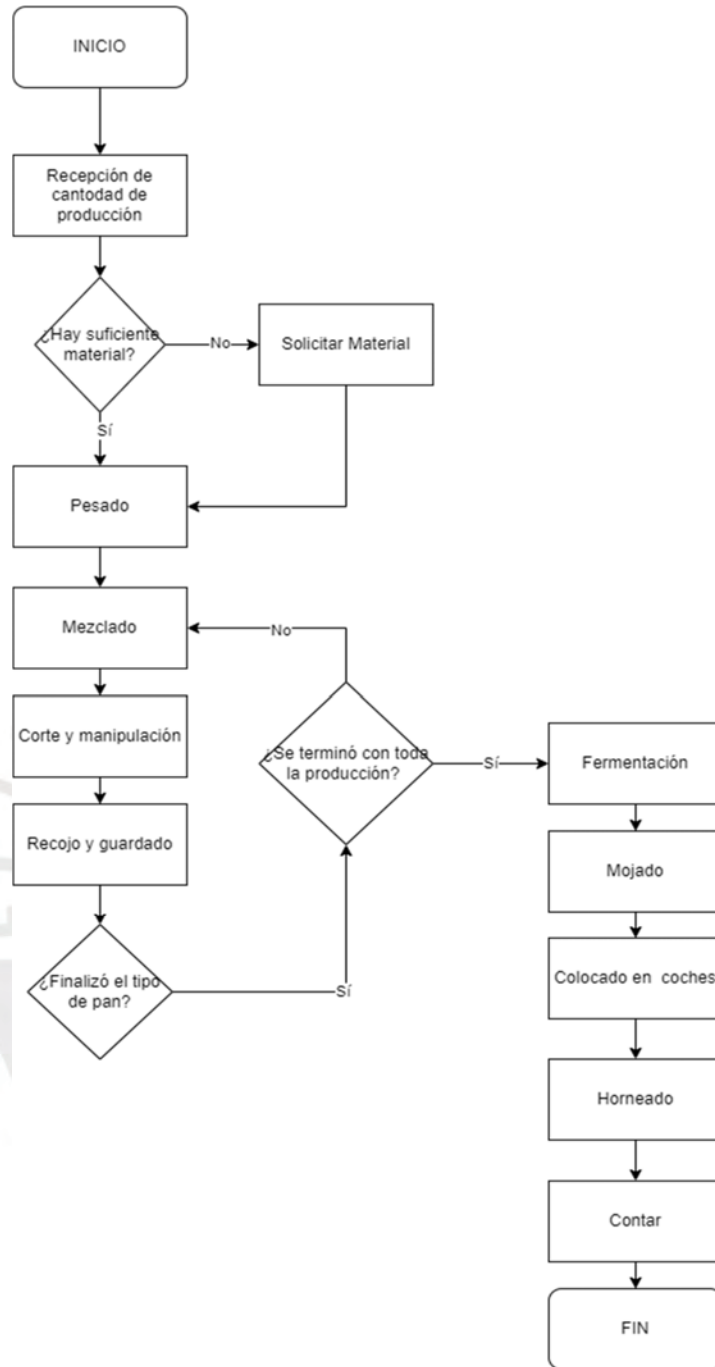 INICIO
Recepción de
cantodad de
producción
¿Hay suficiente
material?
No
Solicitar Material
Sí
Pesado
Mezclado
No
Corte y manipulación
¿Se terminó con toda
la producción?
Sí
Fermentación
Recojo y guardado
Mojado
¿Finalizó el tipo
de pan?
Sí
Colocado en coches
Horneado
Contar
FIN